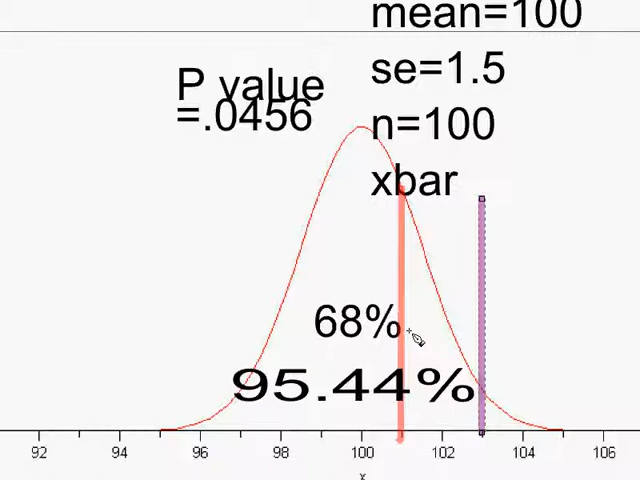 mean=100
se=1.5
P value
=.0456
n=100
xbar
68%
95.44%
92 94 96 98 100 102 104 106
x